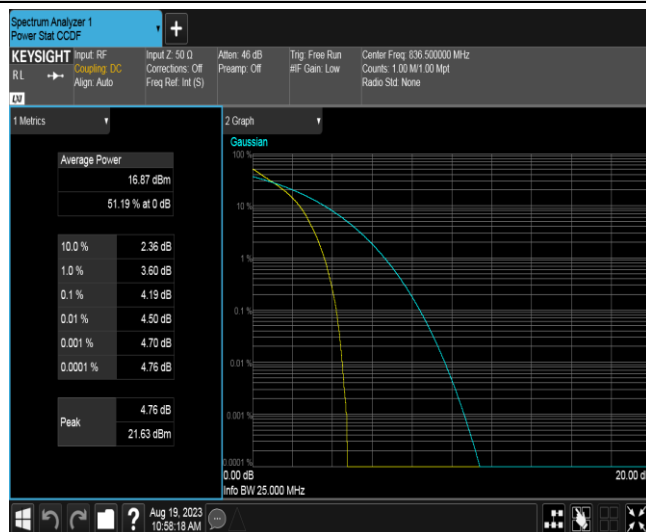 Spectrum Analyzer 1
Power Stat CCDF
+
KEYSIGHT
RL
Input: RF
Coupling: DC
Align: Auto
Input Z: 50 Ω
Corrections: Off
Freq Ref: Int (S)
Atten: 46 dB
Preamp: Off
Trig: Free Run
#IF Gain: Low
Center Freq: 836.500000 MHz
Counts: 1.00 M/1.00 Mpt
Radio Std: None
1 Metrics
Average Power
16.87 dBm
51.19 % at 0 dB
10.0 % 2.36 dB
1.0 % 3.60 dB
0.1 % 4.19 dB
0.01 % 4.50 dB
0.001 % 4.70 dB
0.0001 % 4.76 dB
Peak
4.76 dB
21.63 dBm
2 Graph
Gaussian
100 %
10 %
1 %
0.1 %
0.01 %
0.001 %
0.0001 %
0.00 dB
20.00 d
Info BW 25.000 MHz
?
Aug 19, 2023
10:58:18 AM